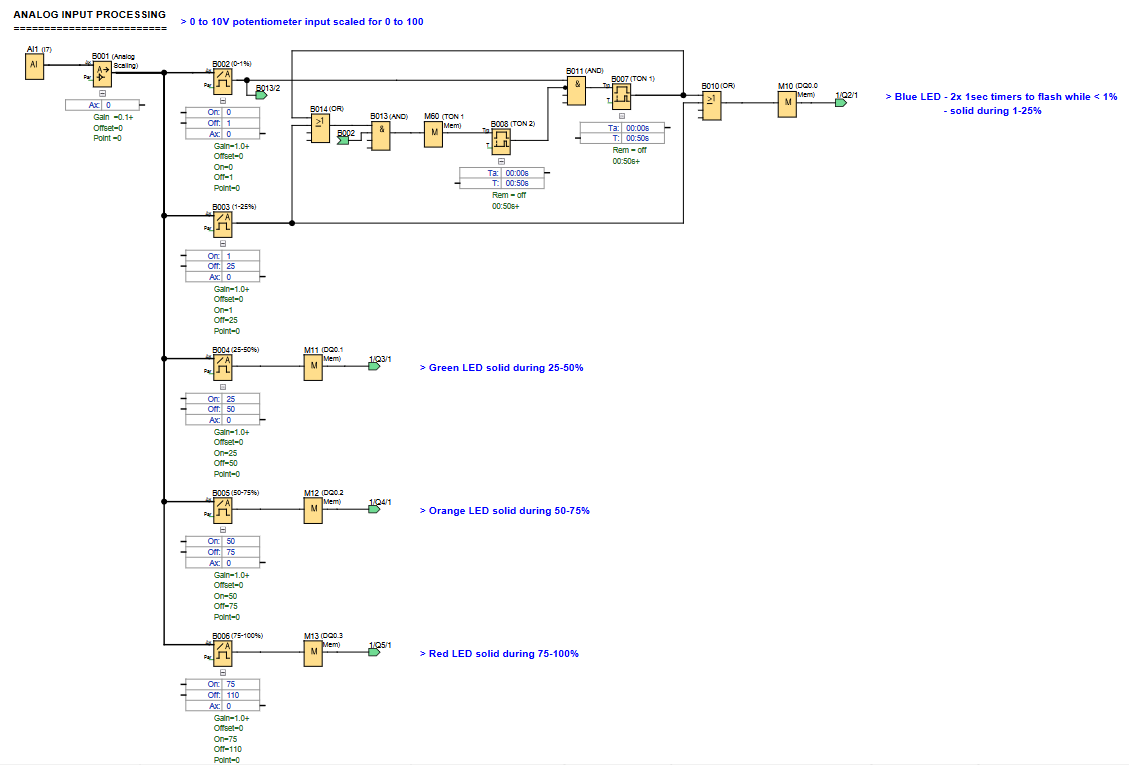 ANALOG INPUT PROCESSING
=========================
> 0 to 10V potentiometer input scaled for 0 to 100
AI1 (I7)
AI
B001 (Analog
Scaling)
Ax
Par
A→
Ax: 0
Gain =0.1+
Offset=0
Point =0
B002 (0-1%)
Ax
Par
/A
B013/2
On: 0
Off: 1
Ax: 0
Gain=1.0+
Offset=0
On=0
Off=1
Point=0
B014 (OR)
≥1
B002
B013 (AND)
&
M60 (TON 1
Mem)
M
B008 (TON 2)
Trg
T
Ta: 00:00s
T: 00:50s
Rem = off
00:50s+
B011 (AND)
&
B007 (TON 1)
Trg
T
Ta: 00:00s
T: 00:50s
Rem = off
00:50s+
B010 (OR)
≥1
M10 (DQ0.0
Mem)
M
1/Q2/1
> Blue LED - 2x 1sec timers to flash while < 1%
- solid during 1-25%
B003 (1-25%)
Ax
Par
/A
On: 1
Off: 25
Ax: 0
Gain=1.0+
Offset=0
On=1
Off=25
Point=0
B004 (25-50%)
Ax
Par
/A
M11 (DQ0.1
Mem)
M
1/Q3/1
> Green LED solid during 25-50%
On: 25
Off: 50
Ax: 0
Gain=1.0+
Offset=0
On=25
Off=50
Point=0
B005 (50-75%)
Ax
Par
/A
M12 (DQ0.2
Mem)
M
1/Q4/1
> Orange LED solid during 50-75%
On: 50
Off: 75
Ax: 0
Gain=1.0+
Offset=0
On=50
Off=75
Point=0
B006 (75-100%)
Ax
Par
/A
M13 (DQ0.3
Mem)
M
1/Q5/1
> Red LED solid during 75-100%
On: 75
Off: 110
Ax: 0
Gain=1.0+
Offset=0
On=75
Off=110
Point=0